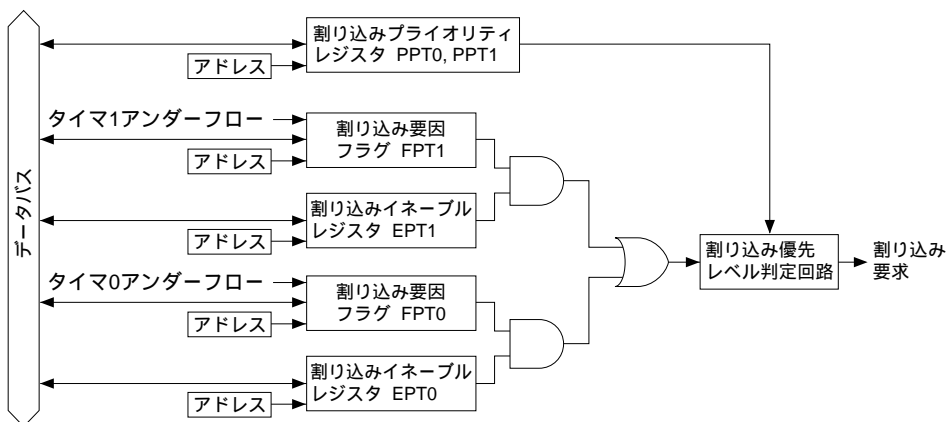 割り込みプライオリティ
レジスタ PPT0, PPT1
アドレス
タイマ1アンダーフロー
割り込み要因
フラグ FPT1
アドレス
割り込みイネーブル
レジスタ EPT1
アドレス
データバス
割り込み優先
レベル判定回路
割り込み
要求
タイマ0アンダーフロー
割り込み要因
フラグ FPT0
アドレス
割り込みイネーブル
レジスタ EPT0
アドレス